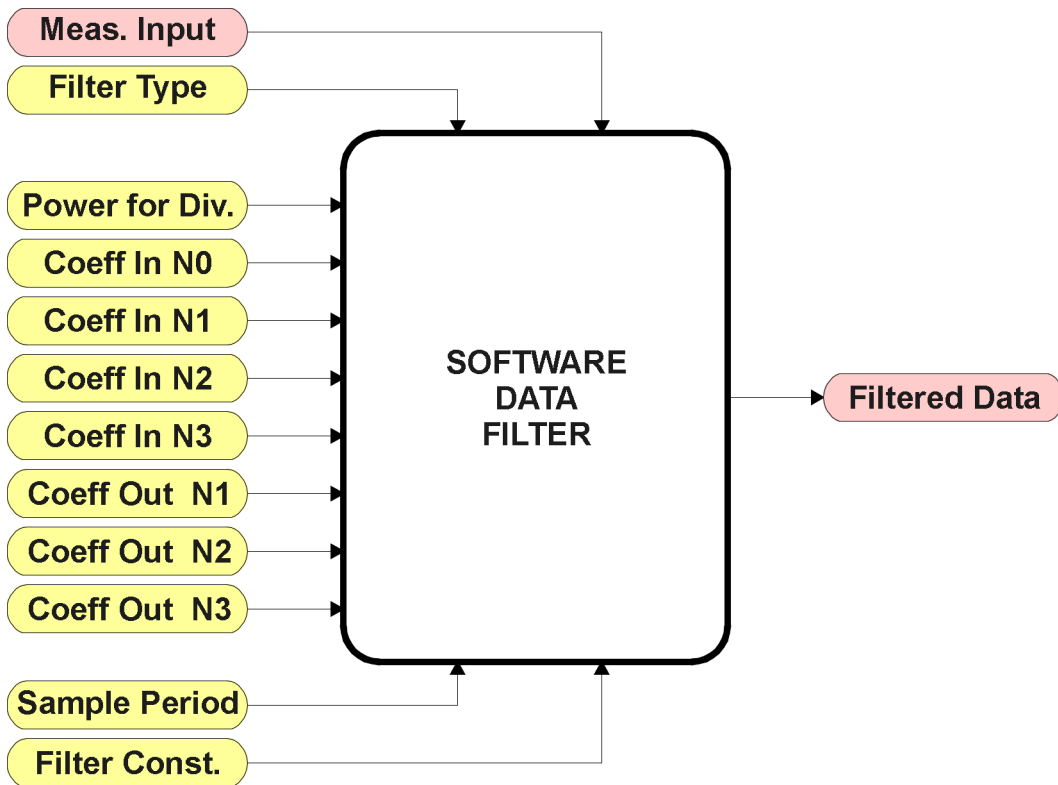 Meas. Input
Filter Type
Power for Div.
Coeff In N0
Coeff In N1
Coeff In N2
Coeff In N3
Coeff Out N1
Coeff Out N2
Coeff Out N3
Sample Period
Filter Const.
SOFTWARE
DATA
FILTER
Filtered Data